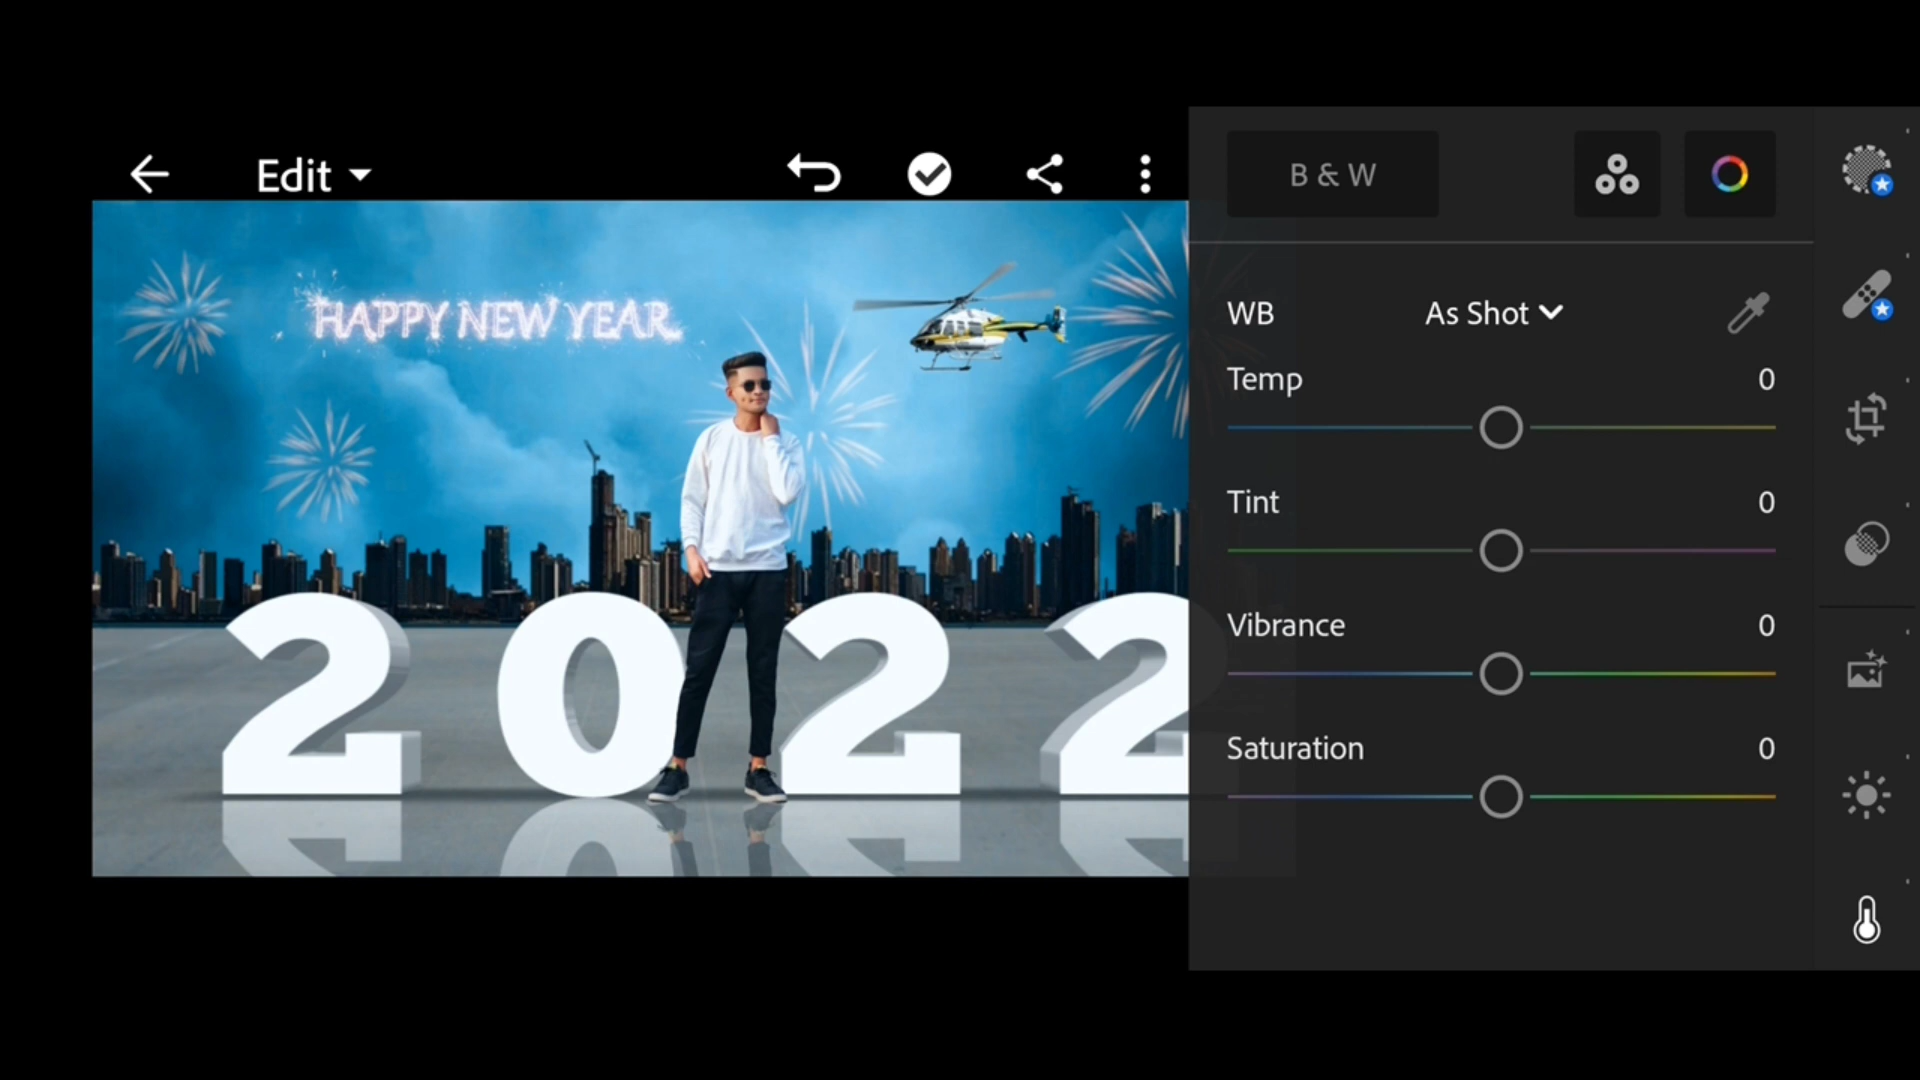 Edit
B & W
HAPPY NEW YEAR
WB As Shot
Temp 0
Tint 0
Vibrance 0
Saturation 0
2022